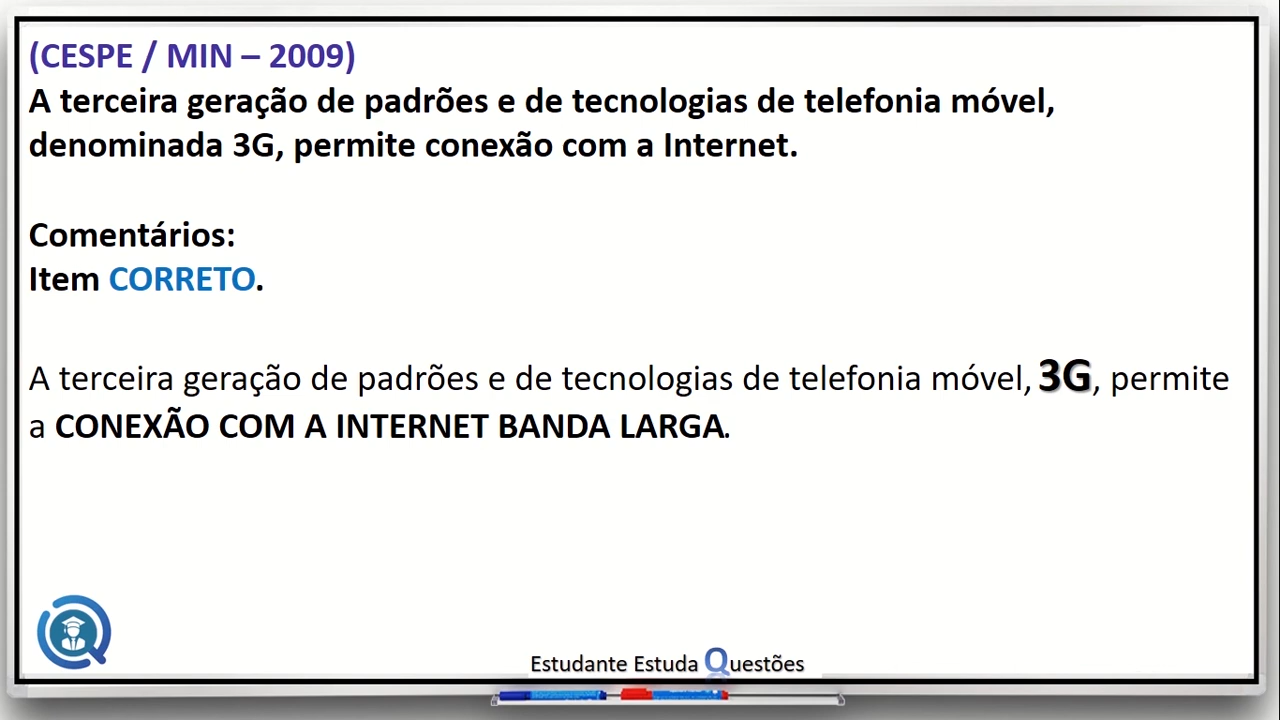 (CESPE / MIN – 2009)
A terceira geração de padrões e de tecnologias de telefonia móvel,
denominada 3G, permite conexão com a Internet.
Comentários:
Item CORRETO.
A terceira geração de padrões e de tecnologias de telefonia móvel, 3G, permite
a CONEXÃO COM A INTERNET BANDA LARGA.
Estudante Estuda Questões